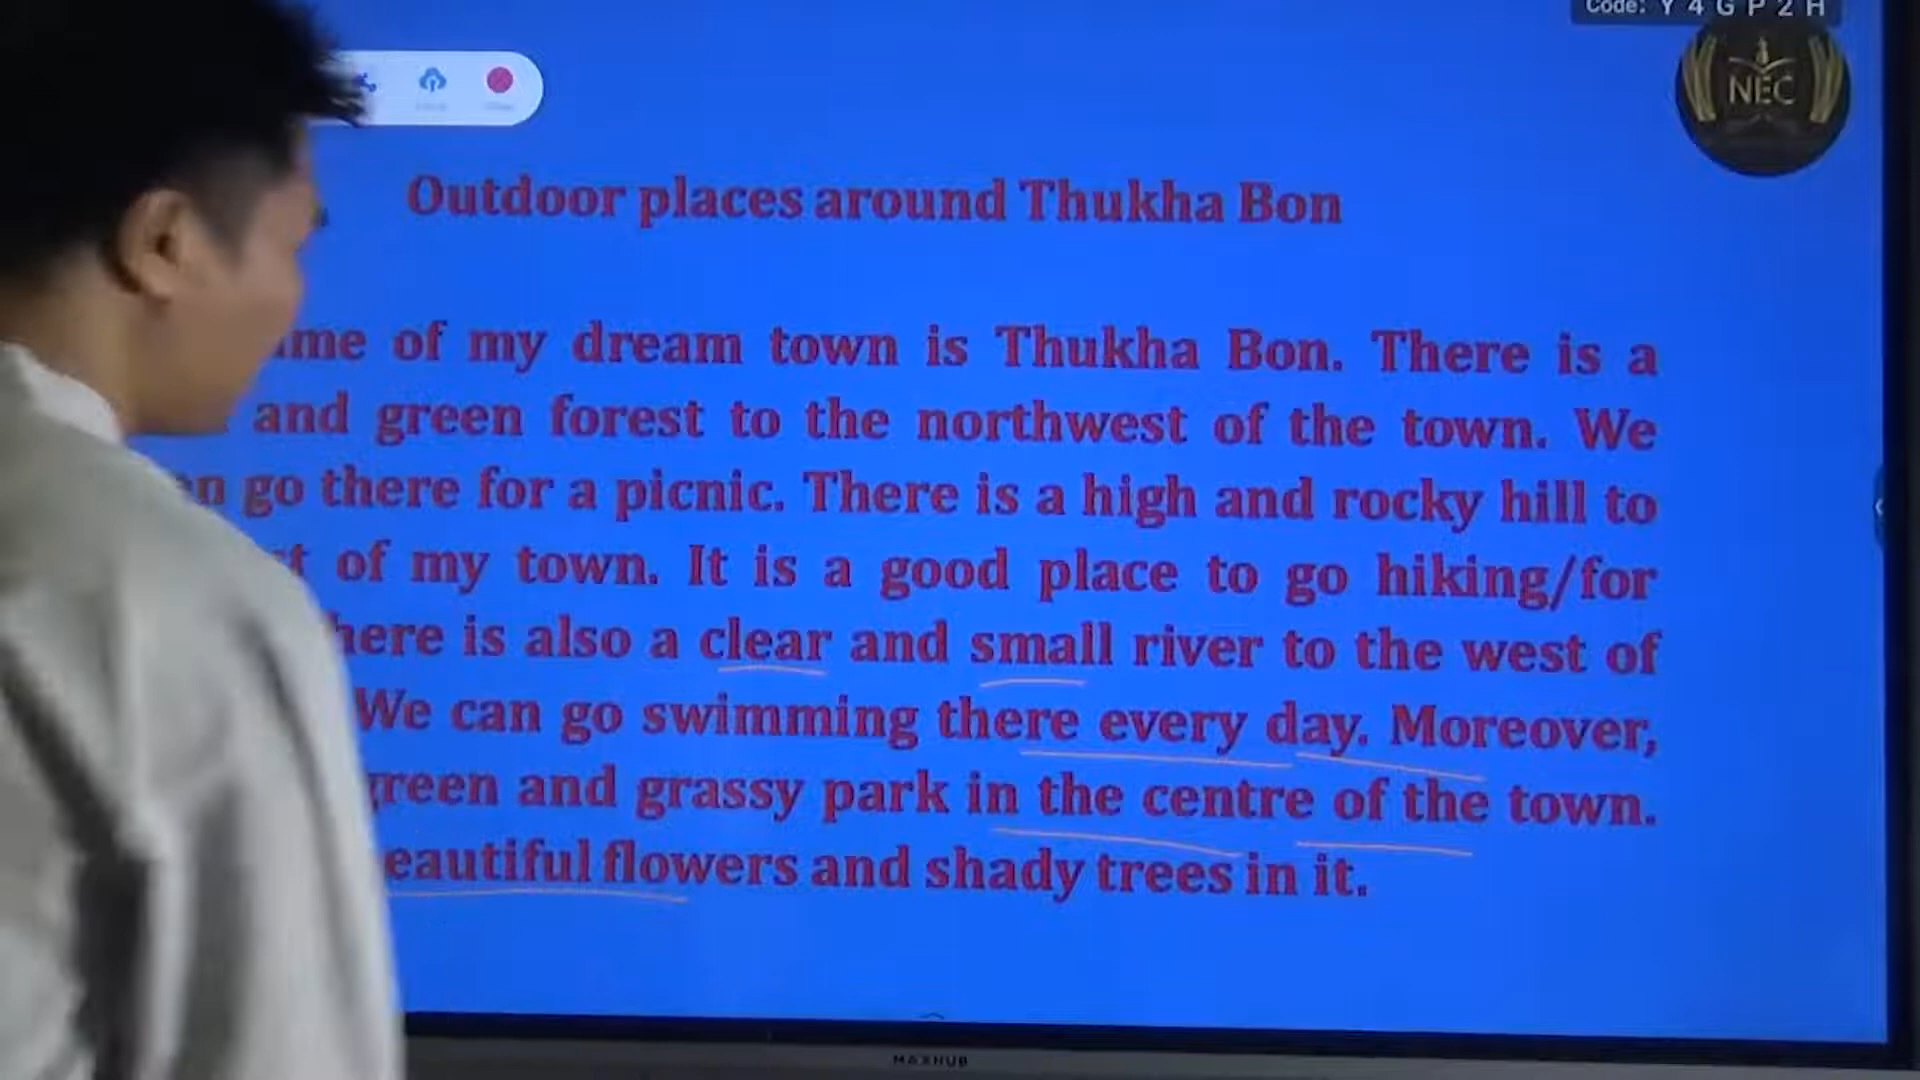 Code: Y 4 G P 2 H
NEC
Outdoor places around Thukha Bon
of my dream town is Thukha Bon. There is a
and green forest to the northwest of the town. We
go there for a picnic. There is a high and rocky hill to
of my town. It is a good place to go hiking/for
is also a clear and small river to the west of
We can go swimming there every day. Moreover,
green and grassy park in the centre of the town.
flowers and shady trees in it.
MAXHUB